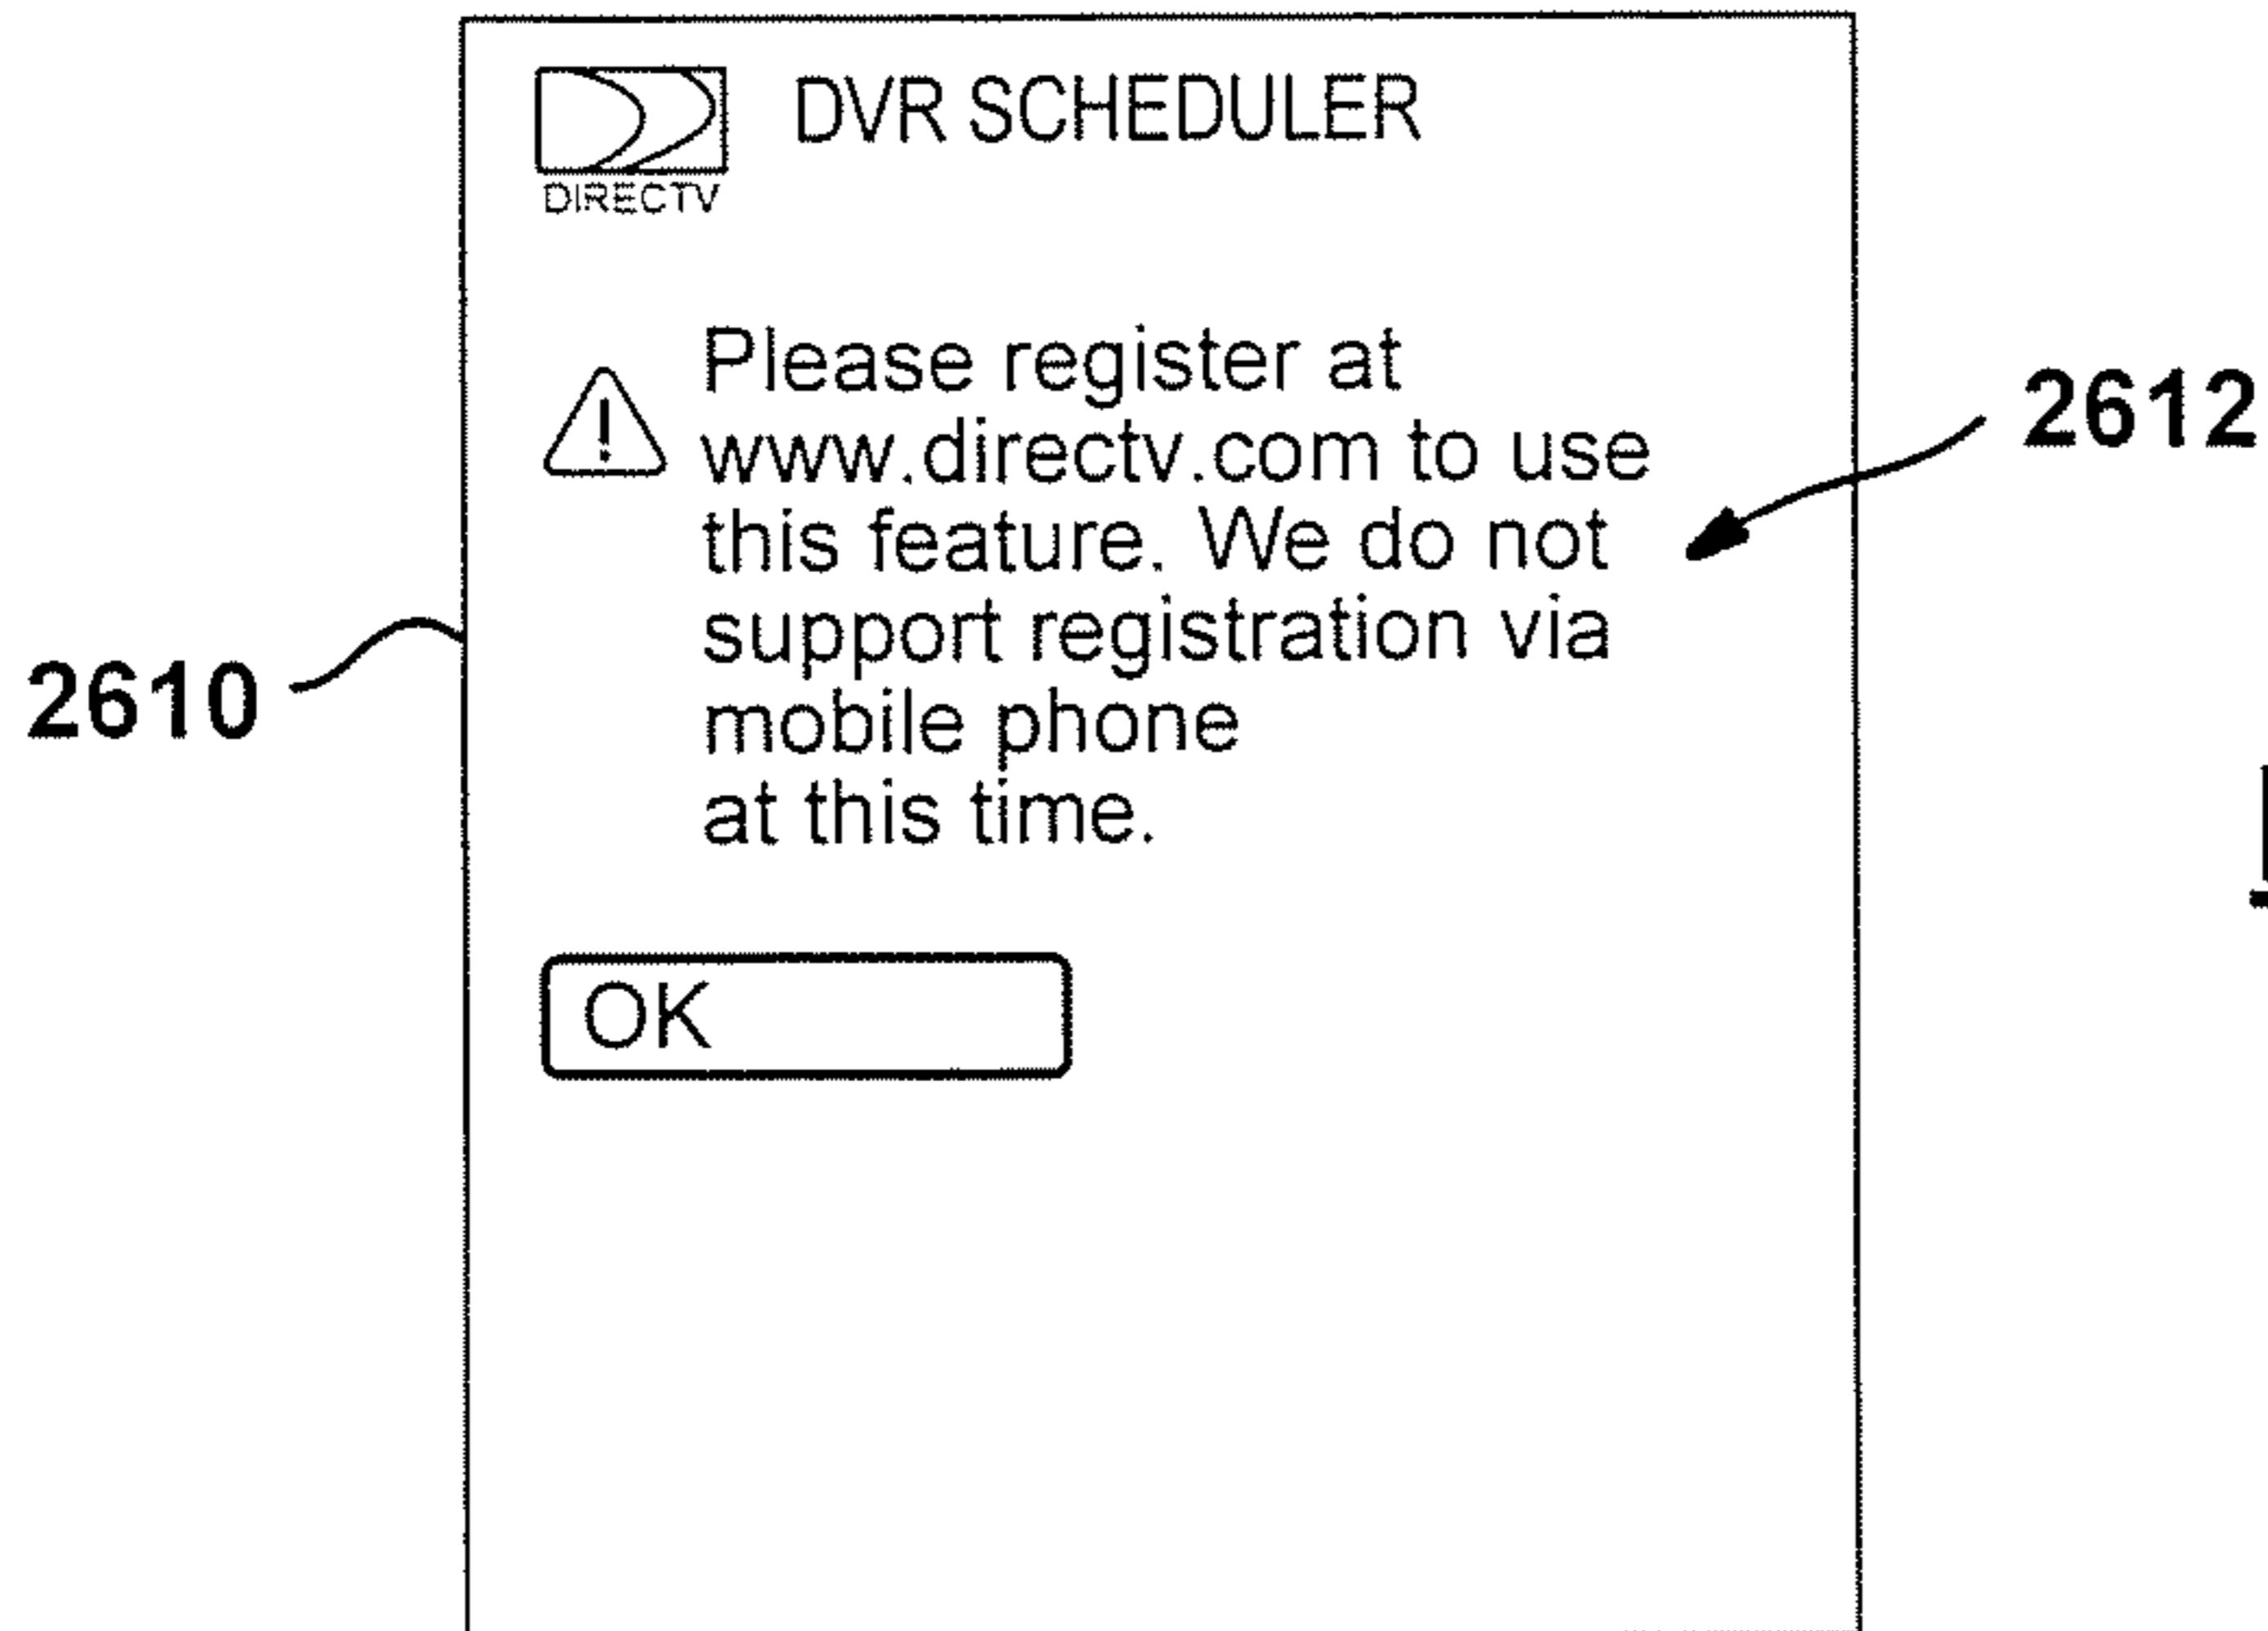 DVR SCHEDULER
DIRECTV
Please register at
www.directv.com to use
this feature. We do not
support registration via
mobile phone
at this time.
2612
2610
OK